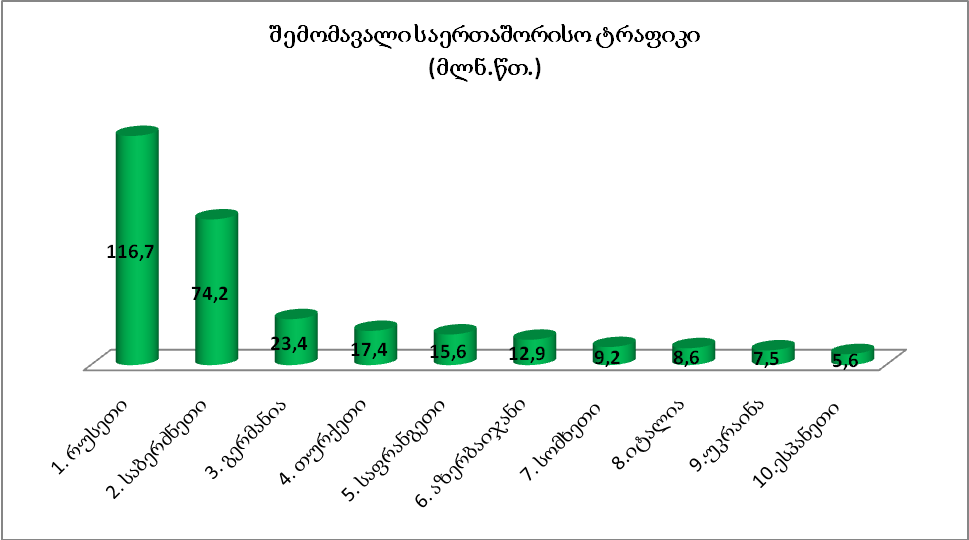 შემომავალი საერთაშორისო ტრაფიკი
(მლნ.წთ.)
116,7
74,2
23,4
17,4
15,6
12,9
9,2
8,6
7,5
5,6
1. რუსეთი
2. საბერძნეთი
3. გერმანია
4. თურქეთი
5. საფრანგეთი
6. აზერბაიჯანი
7. სომხეთი
8.იტალია
9.უკრაინა
10.ესპანეთი